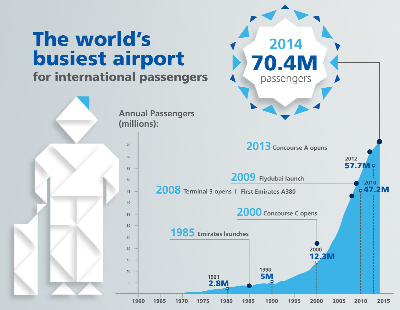 The world's
busiest airport
for international passengers
2014
70.4M
passengers
Annual Passengers
(millions):
2013 Concourse A opens
2012
57.7M
2009 Flydubai launch
2010
47.2M
2008 Terminal 3 opens | First Emirates A380
2000 Concourse C opens
1985 Emirates launches
2000
12.3M
1990
5M
2.8M
1960 1965 1970 1975 1980 1985 1990 1995 2000 2005 2010 2015